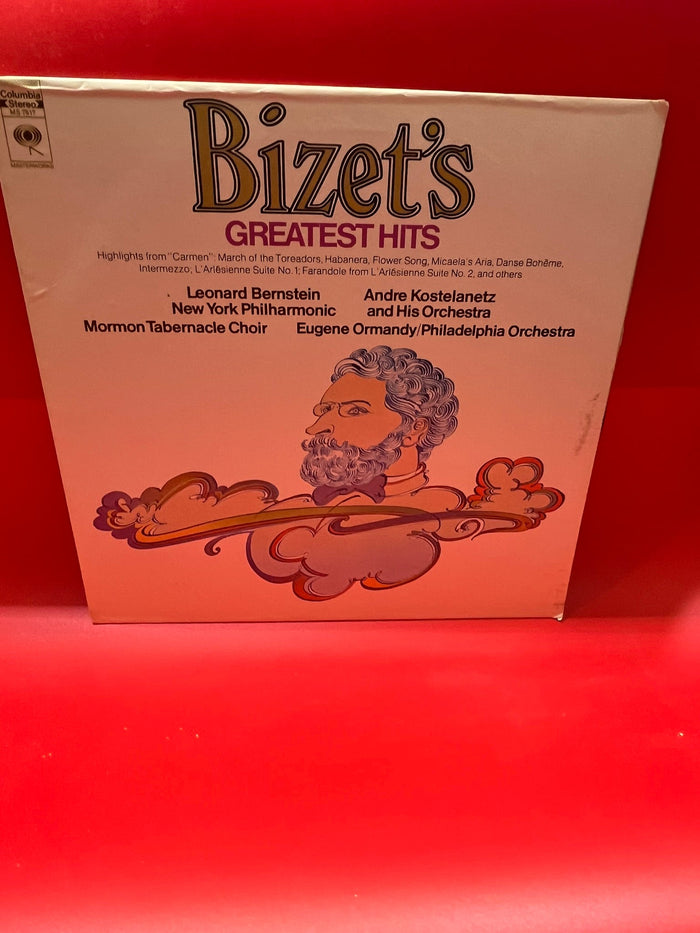 Columbia
Stereo
MS 7517
MASTERWORKS
Bizet's
GREATEST HITS
Highlights from "Carmen": March of the Toreadors, Habanera, Flower Song, Micaela's Aria, Danse Bohême,
Intermezzo; L'Arlésienne Suite No. 1; Farandole from L'Arlésienne Suite No. 2, and others
Leonard Bernstein
New York Philharmonic
Andre Kostelanetz
and His Orchestra
Mormon Tabernacle Choir
Eugene Ormandy/Philadelphia Orchestra